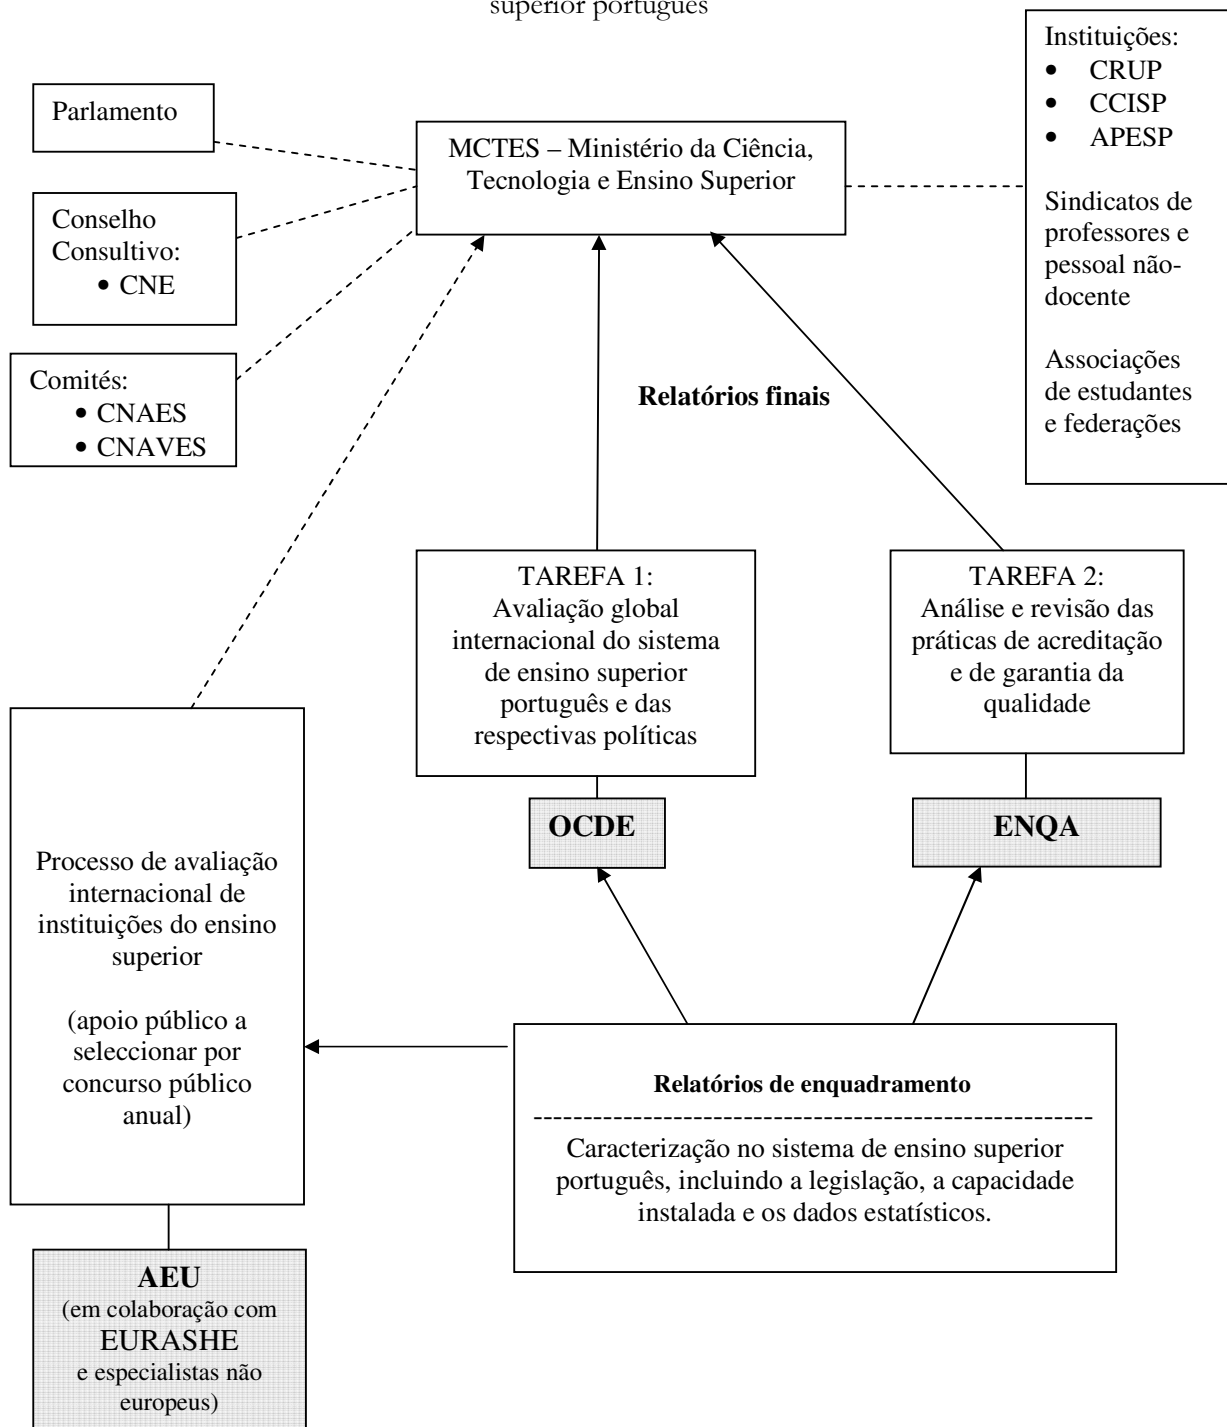 superior português
Parlamento
Conselho
Consultivo:
• CNE
Comités:
• CNAES
• CNAVES
MCTES – Ministério da Ciência,
Tecnologia e Ensino Superior
Instituições:
• CRUP
• CCISP
• APESP
Sindicatos de
professores e
pessoal não-
docente
Associações
de estudantes
e federações
Relatórios finais
TAREFA 1:
Avaliação global
internacional do sistema
de ensino superior
português e das
respectivas políticas
OCDE
TAREFA 2:
Análise e revisão das
práticas de acreditação
e de garantia da
qualidade
ENQA
Processo de avaliação
internacional de
instituições do ensino
superior
(apoio público a
seleccionar por
concurso público
anual)
AEU
(em colaboração com
EURASHE
e especialistas não
europeus)
Relatórios de enquadramento
Caracterização no sistema de ensino superior
português, incluindo a legislação, a capacidade
instalada e os dados estatísticos.